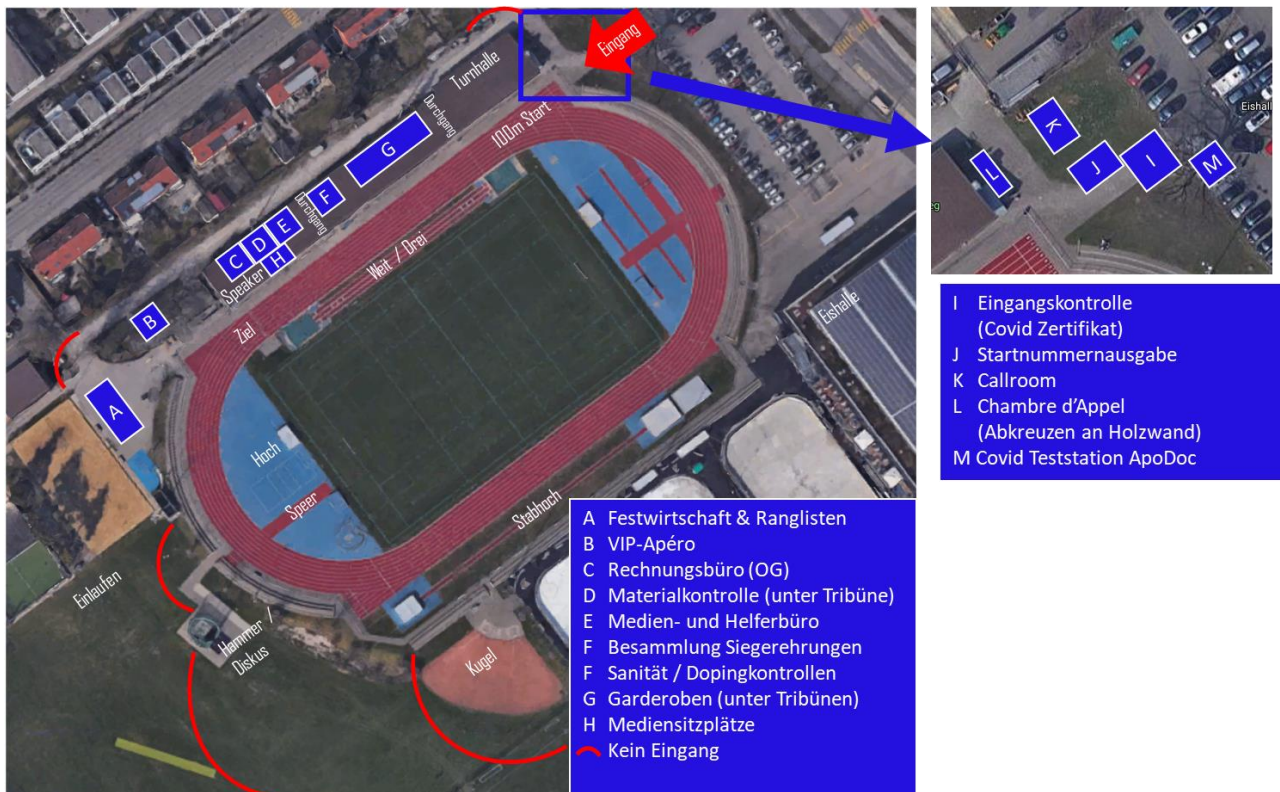 Eingang
Turnhalle
Durchgang
100m Start
G
F
Durchgang
E
D
C
H
Speaker
Weit / Drei
B
Ziel
A
Eishalle
Hoch
Speer
Stabhoch
Einlaufen
Hammer /
Diskus
Kugel
A Festwirtschaft & Ranglisten
B VIP-Apéro
C Rechnungsbüro (OG)
D Materialkontrolle (unter Tribüne)
E Medien- und Helferbüro
F Besammlung Siegerehrungen
F Sanität / Dopingkontrollen
G Garderoben (unter Tribünen)
H Mediensitzplätze
Kein Eingang
Eishall
K
J
I
M
L
eg
I Eingangskontrolle
(Covid Zertifikat)
J Startnummernausgabe
K Callroom
L Chambre d'Appel
(Abkreuzen an Holzwand)
M Covid Teststation ApoDoc